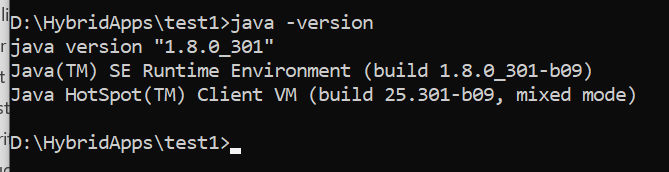 D:\HybridApps\test1>java -version
java version "1.8.0_301"
Java(TM) SE Runtime Environment (build 1.8.0_301-b09)
Java HotSpot(TM) Client VM (build 25.301-b09, mixed mode)
D:\HybridApps\test1>